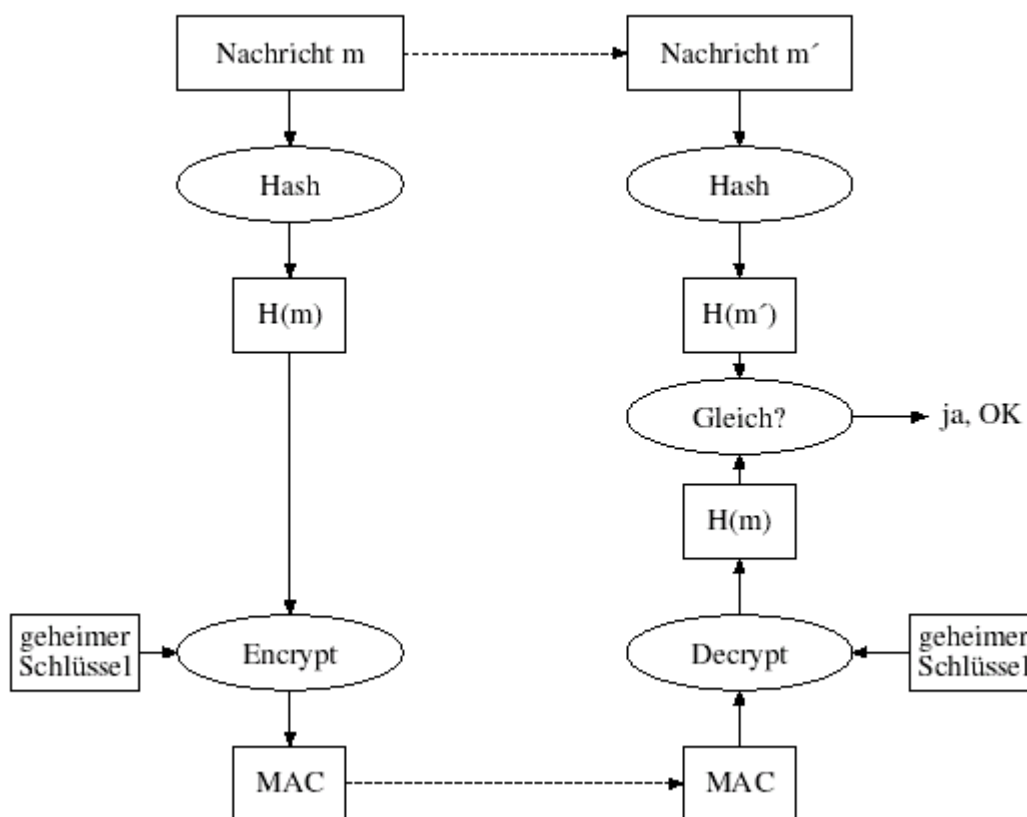 Nachricht m
Nachricht m´
Hash
Hash
H(m)
H(m´)
Gleich?
ja, OK
H(m)
geheimer
Schlüssel
Encrypt
Decrypt
geheimer
Schlüssel
MAC
MAC